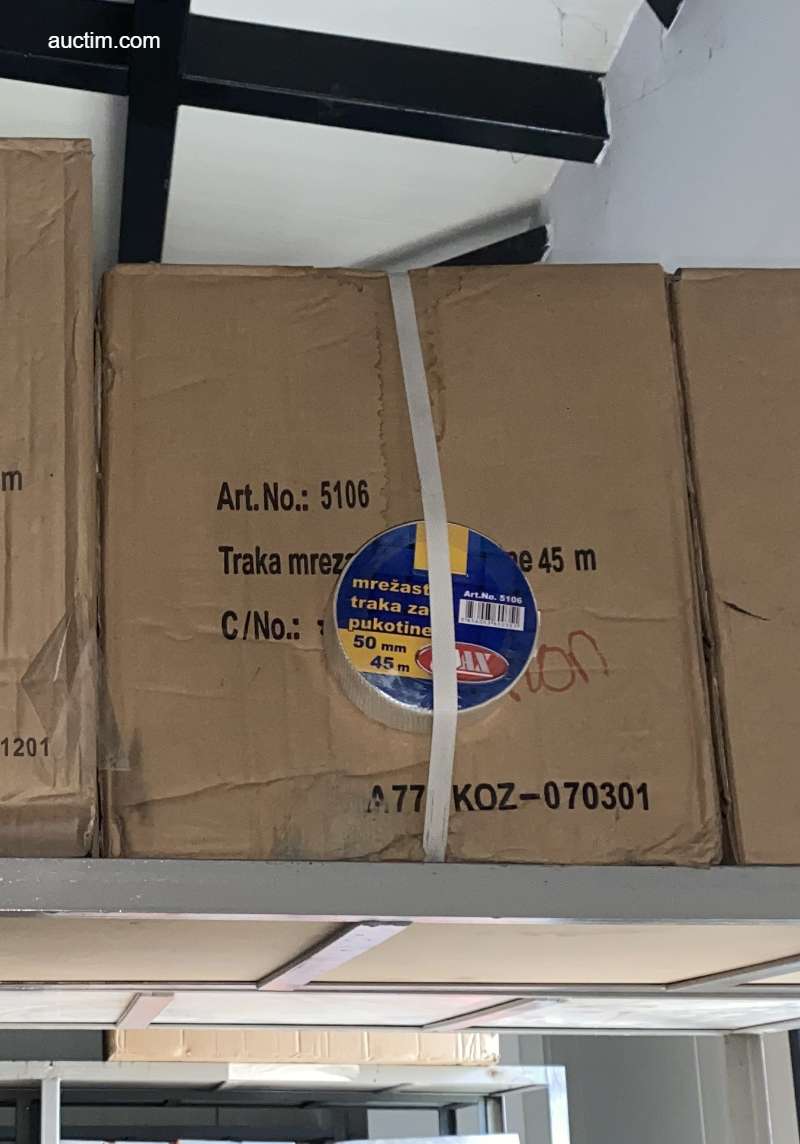 auctim.com
m
Art.No.: 5106
Traka ne 45 m
mrežast
Art.No. 5106
traka za
C/No.:
pukotine
50 mm
45 m
1201
A77 KOZ-070301